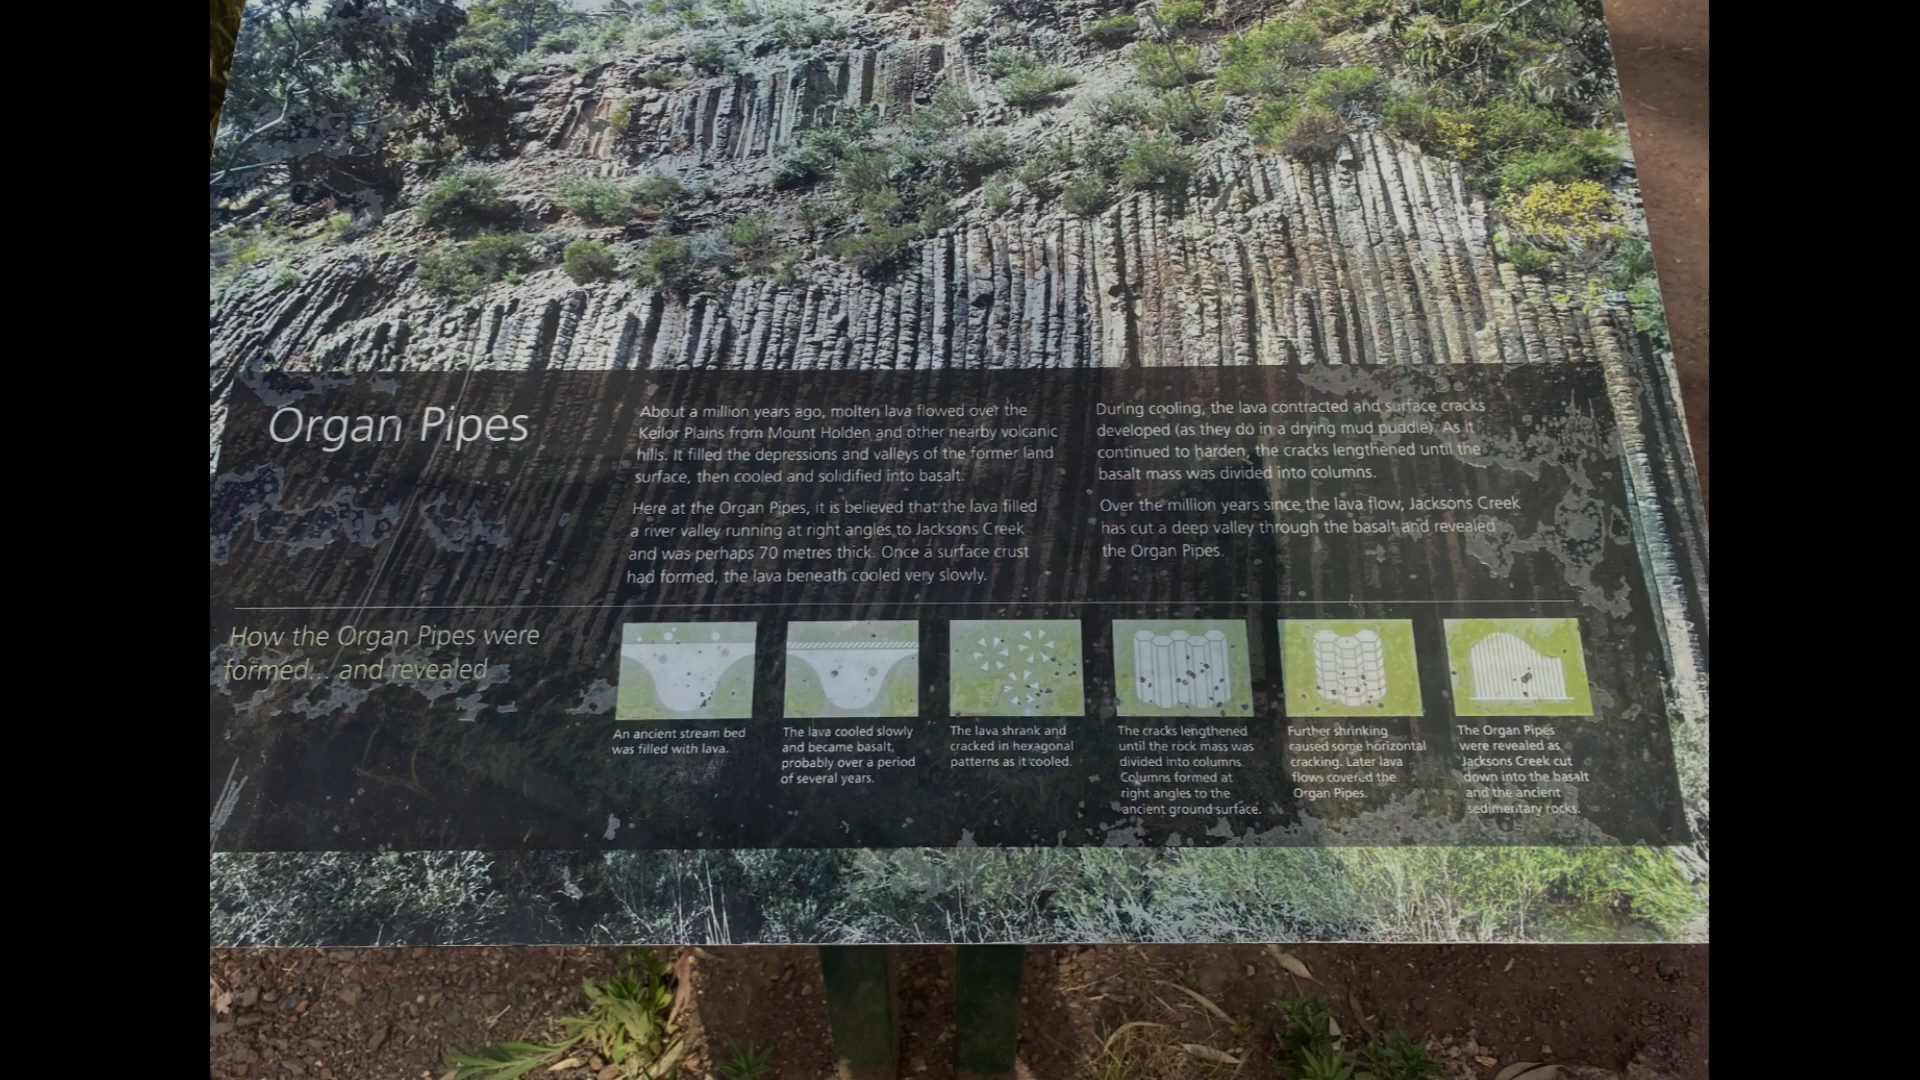 Organ Pipes
About a million years ago, molten lava flowed over the
Keilor Plains from Mount Holden and other nearby volcanic
hills. It filled the depressions and valleys of the former land
surface, then cooled and solidified into basalt.
Here at the Organ Pipes, it is believed that the lava filled
a river valley running at right angles to Jacksons Creek
and was perhaps 70 metres thick. Once a surface crust
had formed, the lava beneath cooled very slowly.
During cooling, the lava contracted and surface cracks
developed (as they do in a drying mud puddle). As it
continued to harden, the cracks lengthened until the
basalt mass was divided into columns.
Over the million years since the lava flow, Jacksons Creek
has cut a deep valley through the basalt and revealed
the Organ Pipes.
How the Organ Pipes were
formed... and revealed
An ancient stream bed
was filled with lava.
The lava cooled slowly
and became basalt,
probably over a period
of several years.
The lava shrank and
cracked in hexagonal
patterns as it cooled.
The cracks lengthened
until the rock mass was
divided into columns.
Columns formed at
right angles to the
ancient ground surface.
Further shrinking
caused some horizontal
cracking. Later lava
flows covered the
Organ Pipes.
The Organ Pipes
were revealed as
Jacksons Creek cut
down into the basalt
and the ancient
sedimentary rocks.